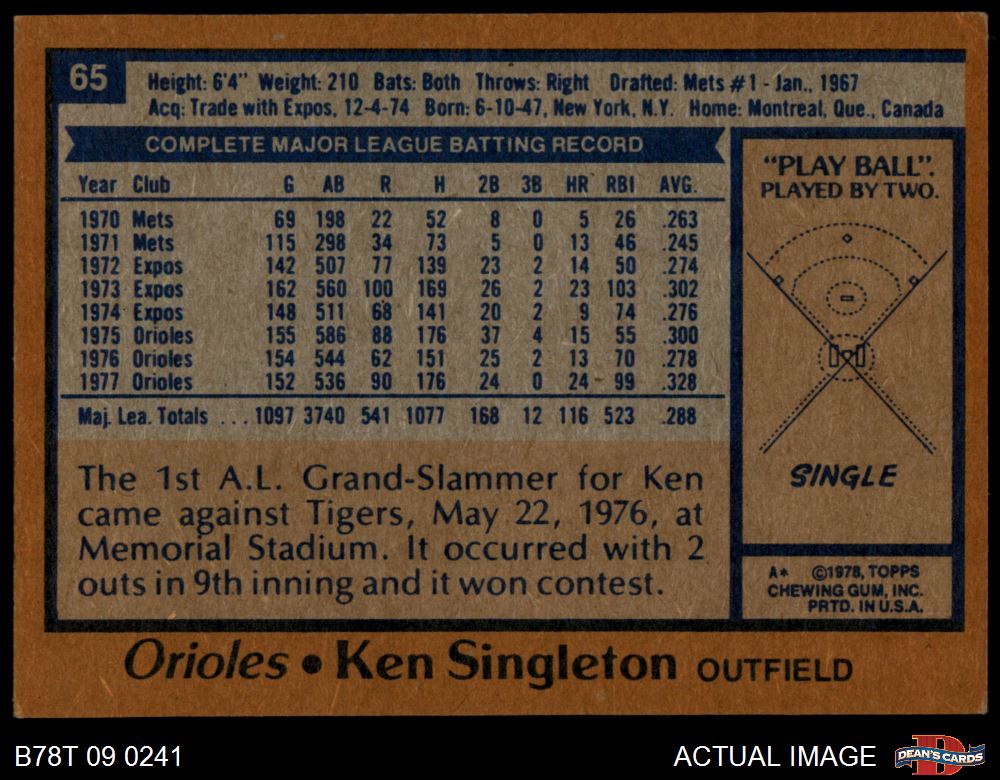 65
Height: 6'4" Weight: 210 Bats: Both Throws: Right Drafted: Mets #1 - Jan., 1967
Acq: Trade with Expos, 12-4-74 Born: 6-10-47, New York, N.Y. Home: Montreal, Que., Canada
COMPLETE MAJOR LEAGUE BATTING RECORD
Year Club G AB R H 2B 3B HR RBI AVG.
1970 Mets 69 198 22 52 8 0 5 26 .263
1971 Mets 115 298 34 73 5 0 13 46 .245
1972 Expos 142 507 77 139 23 2 14 50 .274
1973 Expos 162 560 100 169 26 2 23 103 .302
1974 Expos 148 511 68 141 20 2 9 74 .276
1975 Orioles 155 586 88 176 37 4 15 55 .300
1976 Orioles 154 544 62 151 25 2 13 70 .278
1977 Orioles 152 536 90 176 24 0 24 99 .328
Maj. Lea. Totals ... 1097 3740 541 1077 168 12 116 523 .288
The 1st A.L. Grand-Slammer for Ken
came against Tigers, May 22, 1976, at
Memorial Stadium. It occurred with 2
outs in 9th inning and it won contest.
"PLAY BALL".
PLAYED BY TWO.
SINGLE
A* ©1978, TOPPS
CHEWING GUM, INC.
PRTD. IN U.S.A.
Orioles • Ken Singleton OUTFIELD
B78T 09 0241
ACTUAL IMAGE
DEAN'S CARDS